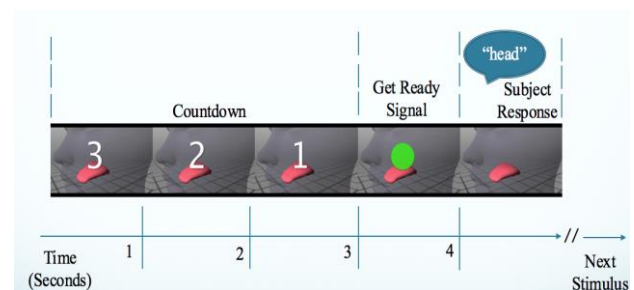 “head”
Get Ready
Signal
Subject
Response
Countdown
3 2 1
1 2 3 4 //
Time
(Seconds)
Next
Stimulus